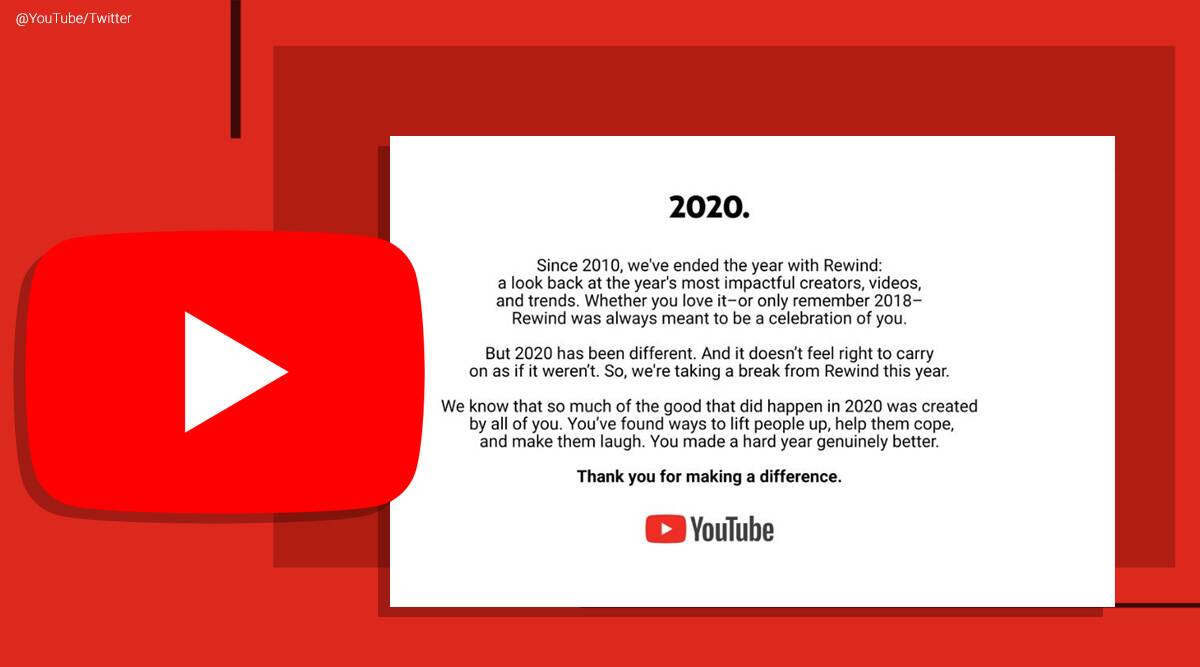 @YouTube/Twitter
2020.
Since 2010, we've ended the year with Rewind:
a look back at the year's most impactful creators, videos,
and trends. Whether you love it–or only remember 2018–
Rewind was always meant to be a celebration of you.
But 2020 has been different. And it doesn’t feel right to carry
on as if it weren’t. So, we're taking a break from Rewind this year.
We know that so much of the good that did happen in 2020 was created
by all of you. You’ve found ways to lift people up, help them cope,
and make them laugh. You made a hard year genuinely better.
Thank you for making a difference.
YouTube